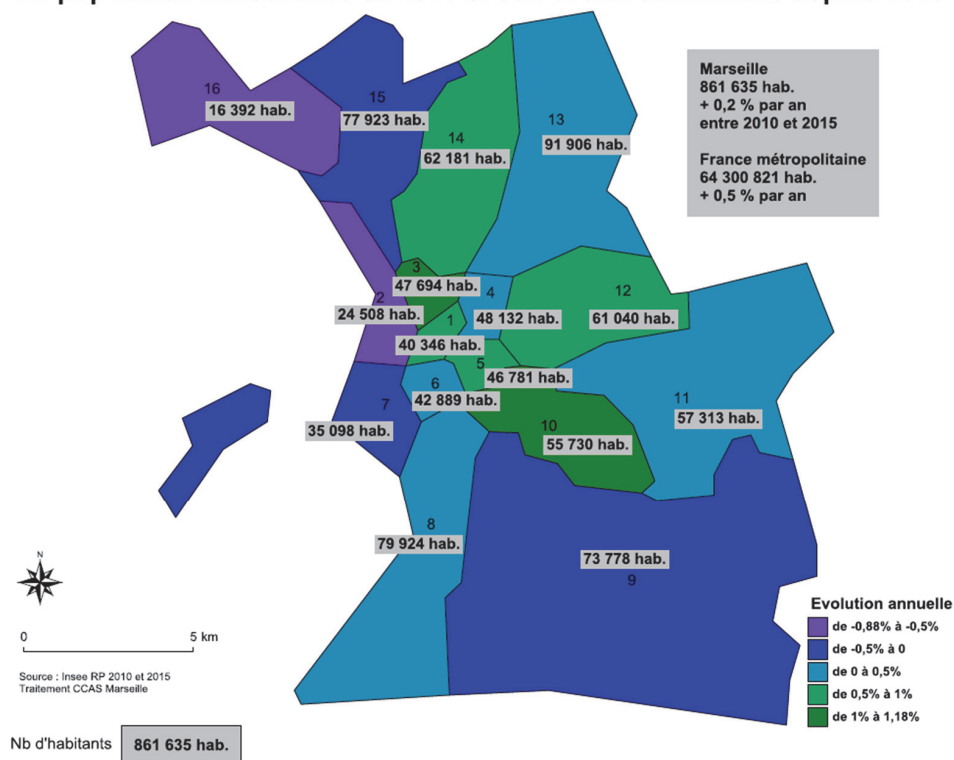 16
16 392 hab.
15
77 923 hab.
14
62 181 hab.
13
91 906 hab.
Marseille
861 635 hab.
+ 0,2 % par an
entre 2010 et 2015
France métropolitaine
64 300 821 hab.
+ 0,5 % par an
3
47 694 hab.
2
24 508 hab.
4
48 132 hab.
12
61 040 hab.
1
40 346 hab.
5
46 781 hab.
6
42 889 hab.
7
35 098 hab.
11
57 313 hab.
10
55 730 hab.
8
79 924 hab.
73 778 hab.
9
N
0 5 km
Source : Insee RP 2010 et 2015
Traitement CCAS Marseille
Nb d'habitants 861 635 hab.
Evolution annuelle
de -0,88% à -0,5%
de -0,5% à 0
de 0 à 0,5%
de 0,5% à 1%
de 1% à 1,18%